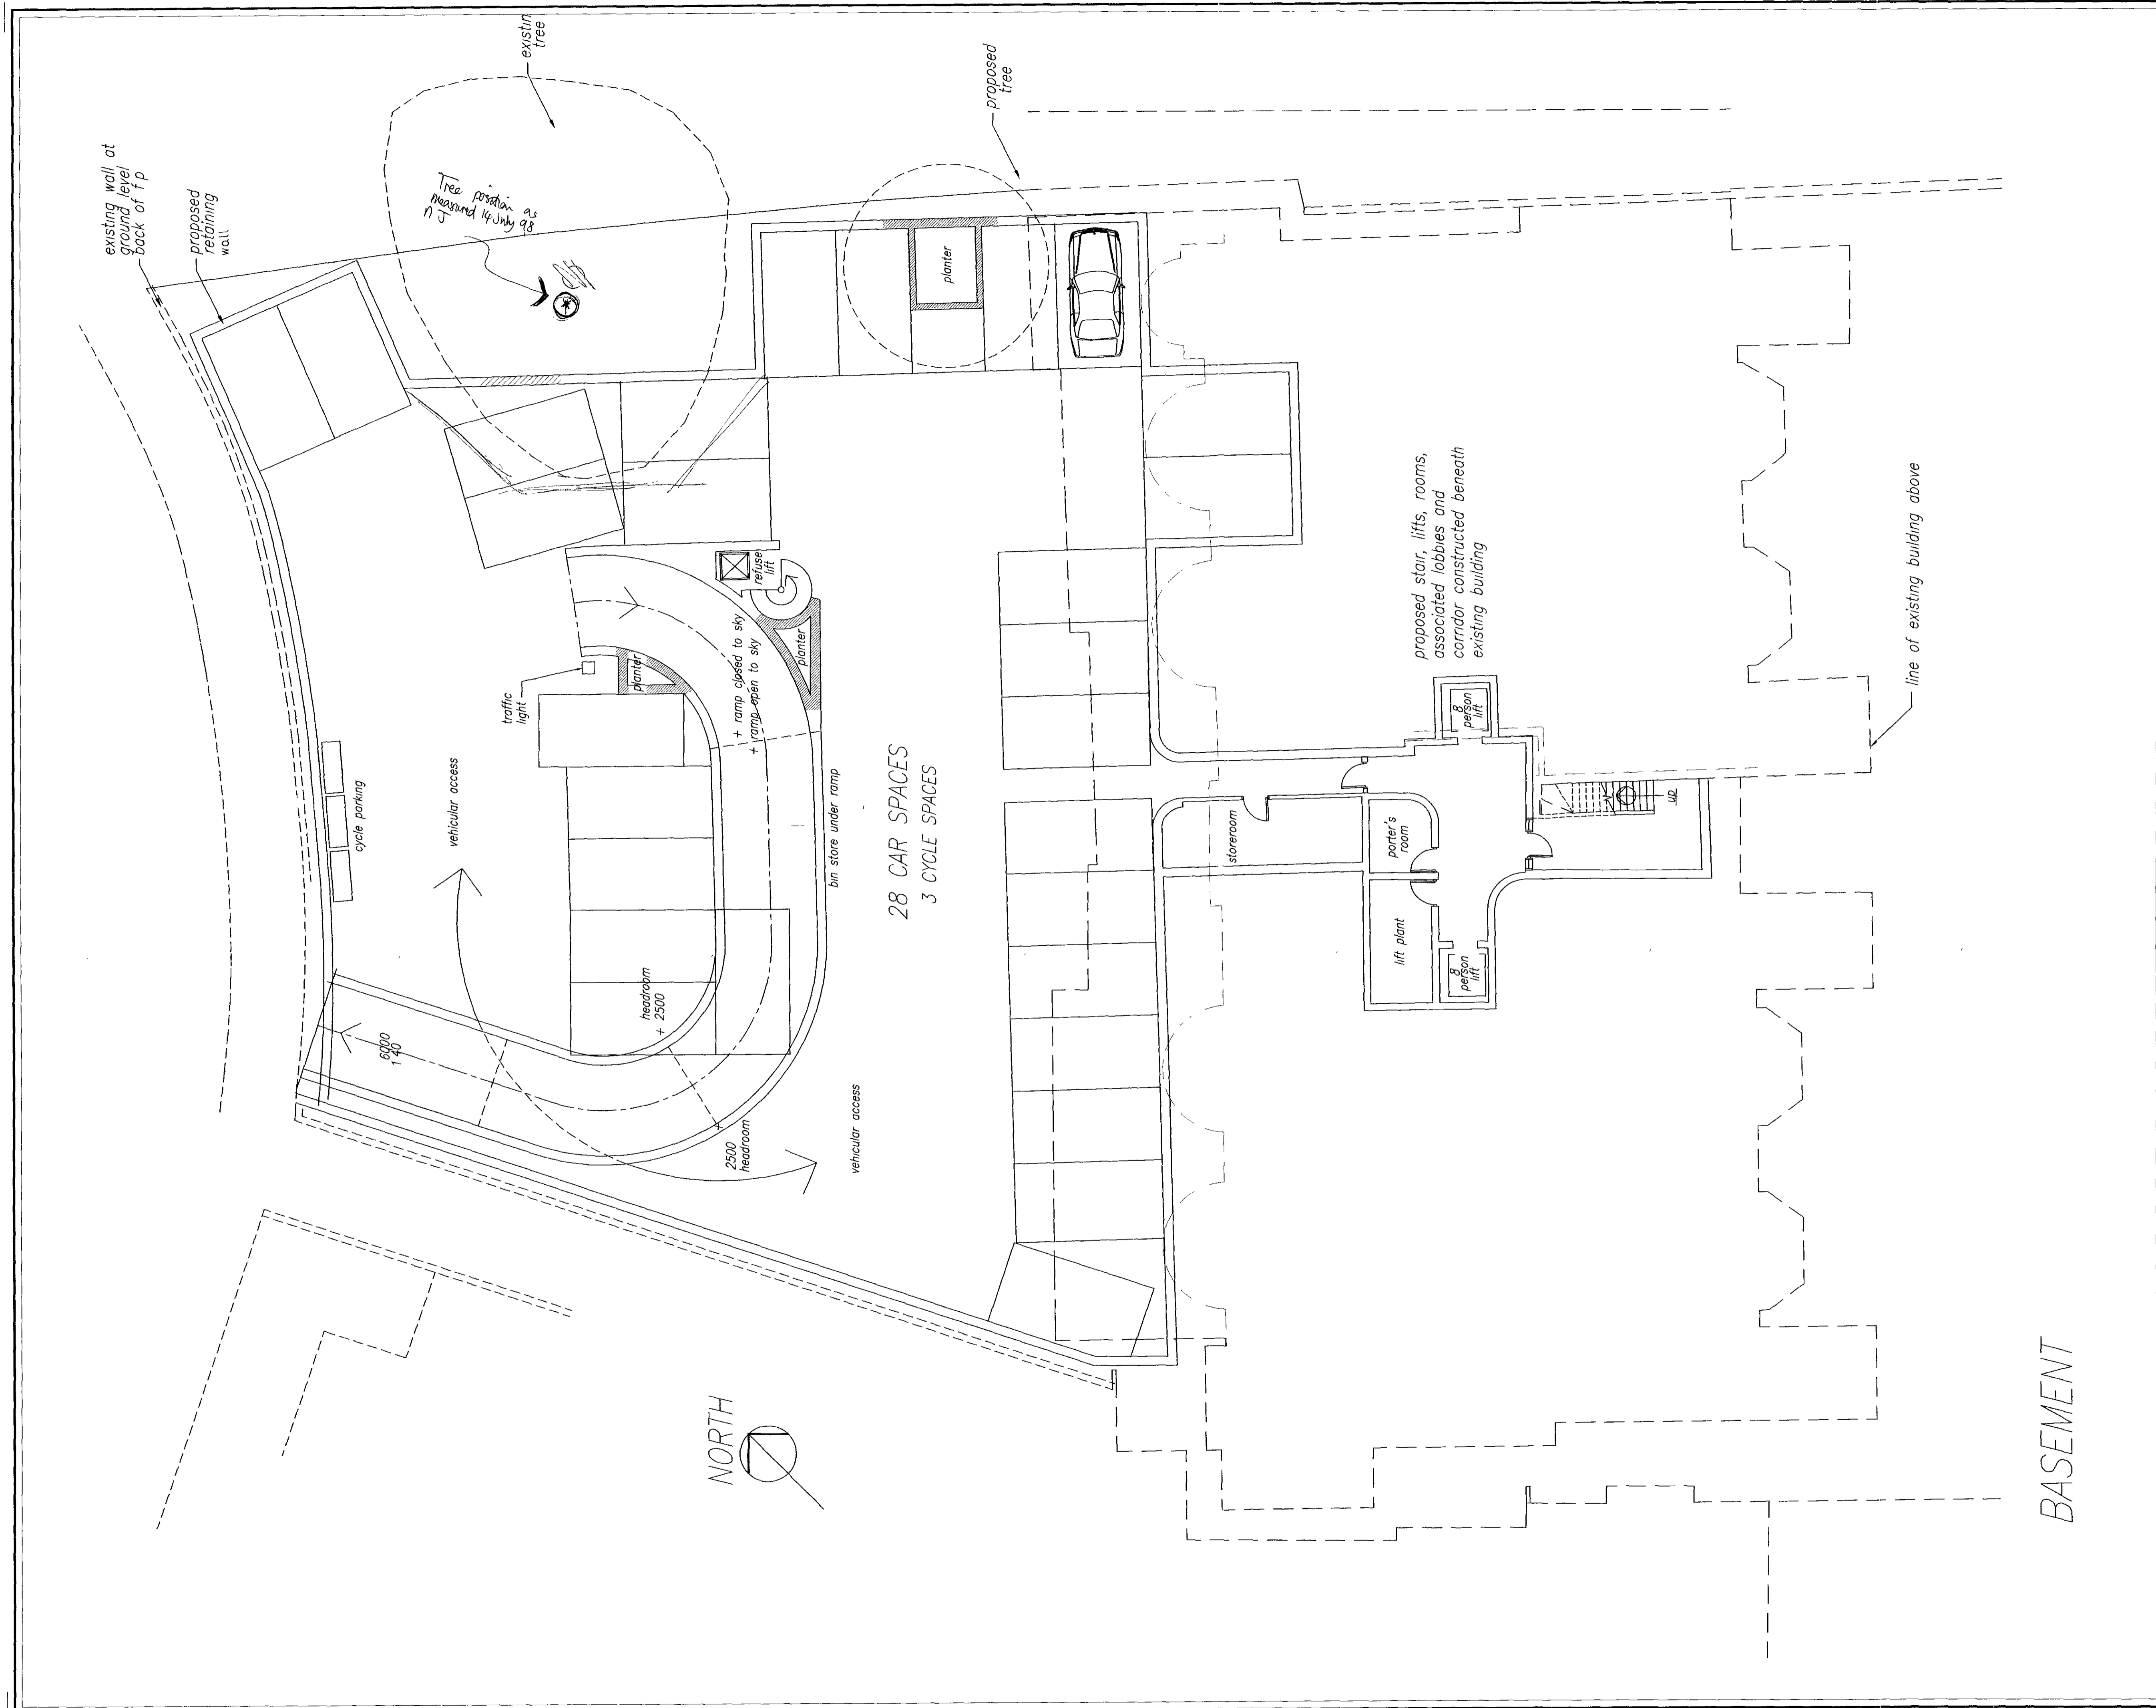 existing wall at
ground level
back of f p
proposed
retaining
wall
existin
tree
Tree position as
measured 14 July 98
n J
proposed
tree
planter
traffic
light
planter
refuse
lift
planter
+ ramp closed to sky
+ ramp open to sky
cycle parking
vehicular access
bin store under ramp
28 CAR SPACES
3 CYCLE SPACES
headroom
+ 2500
6000
1 40
2500
headroom
vehicular access
proposed stair, lifts, rooms,
associated lobbies and
corridor constructed beneath
existing building
8
person
lift
storeroom
porter's
room
up
lift plant
8
person
lift
line of existing building above
NORTH
BASEMENT